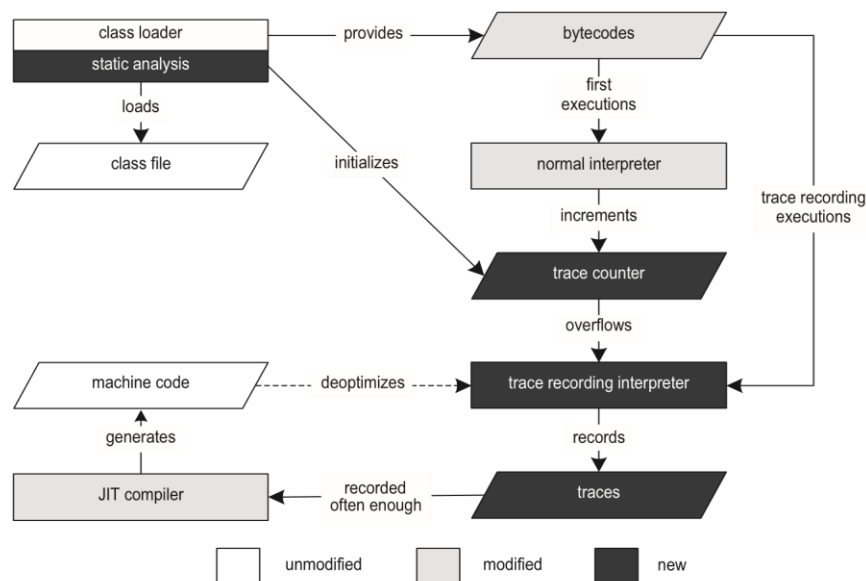 class loader
provides
bytecodes
static analysis
loads
first
executions
class file
initializes
normal interpreter
trace recording
executions
increments
trace counter
overflows
machine code
deoptimizes
trace recording interpreter
generates
records
JIT compiler
recorded
often enough
traces
unmodified
modified
new